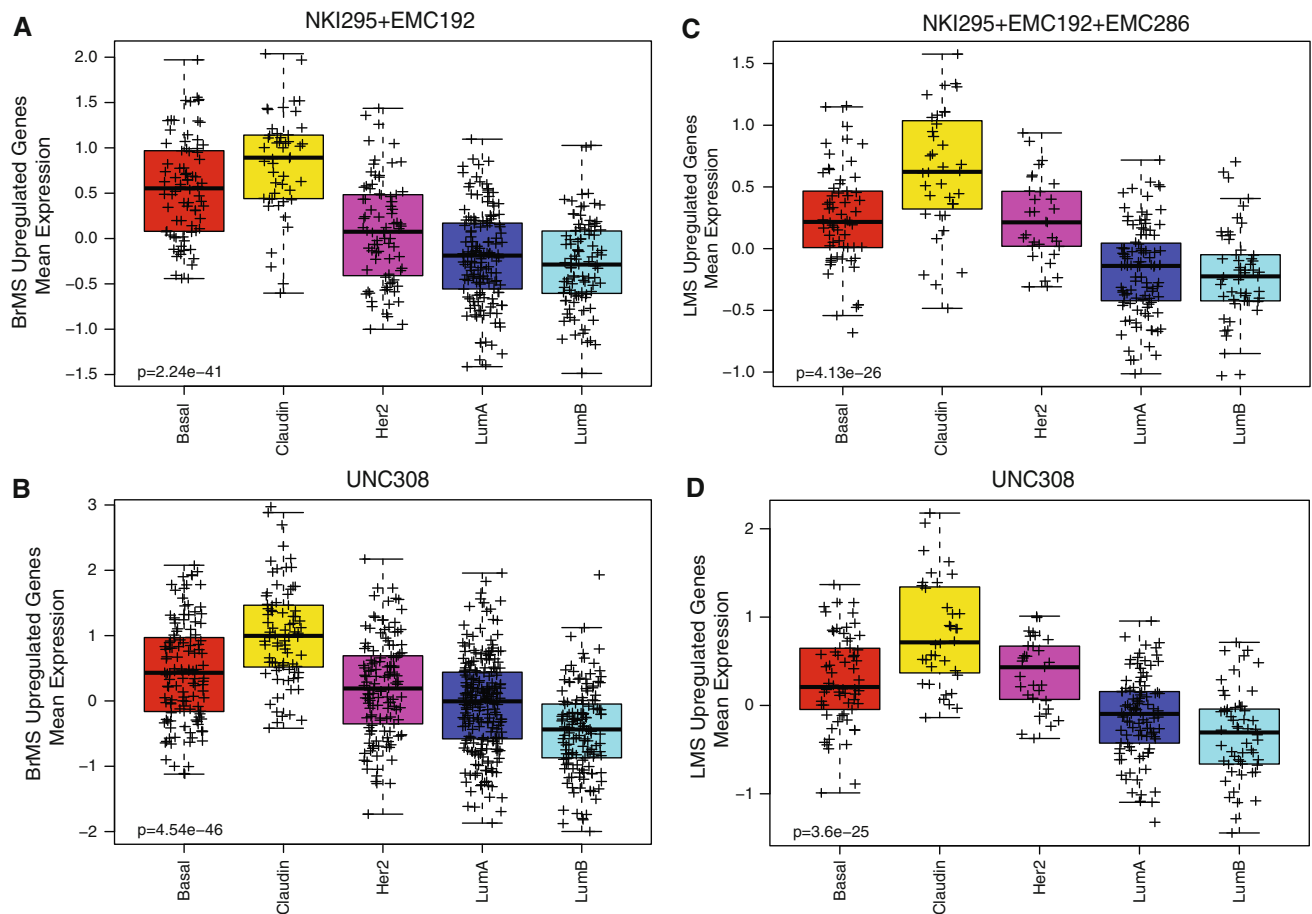 A
NKI295+EMC192
BrMS Upregulated Genes
Mean Expression
2.0
1.5
1.0
0.5
0.0
−0.5
−1.0
−1.5
p=2.24e−41
Basal
Claudin
Her2
LumA
LumB
B
UNC308
BrMS Upregulated Genes
Mean Expression
3
2
1
0
−1
−2
p=4.54e−46
Basal
Claudin
Her2
LumA
LumB
C
NKI295+EMC192+EMC286
LMS Upregulated Genes
Mean Expression
1.5
1.0
0.5
0.0
−0.5
−1.0
p=4.13e−26
Basal
Claudin
Her2
LumA
LumB
D
UNC308
LMS Upregulated Genes
Mean Expression
2
1
0
−1
p=3.6e−25
Basal
Claudin
Her2
LumA
LumB